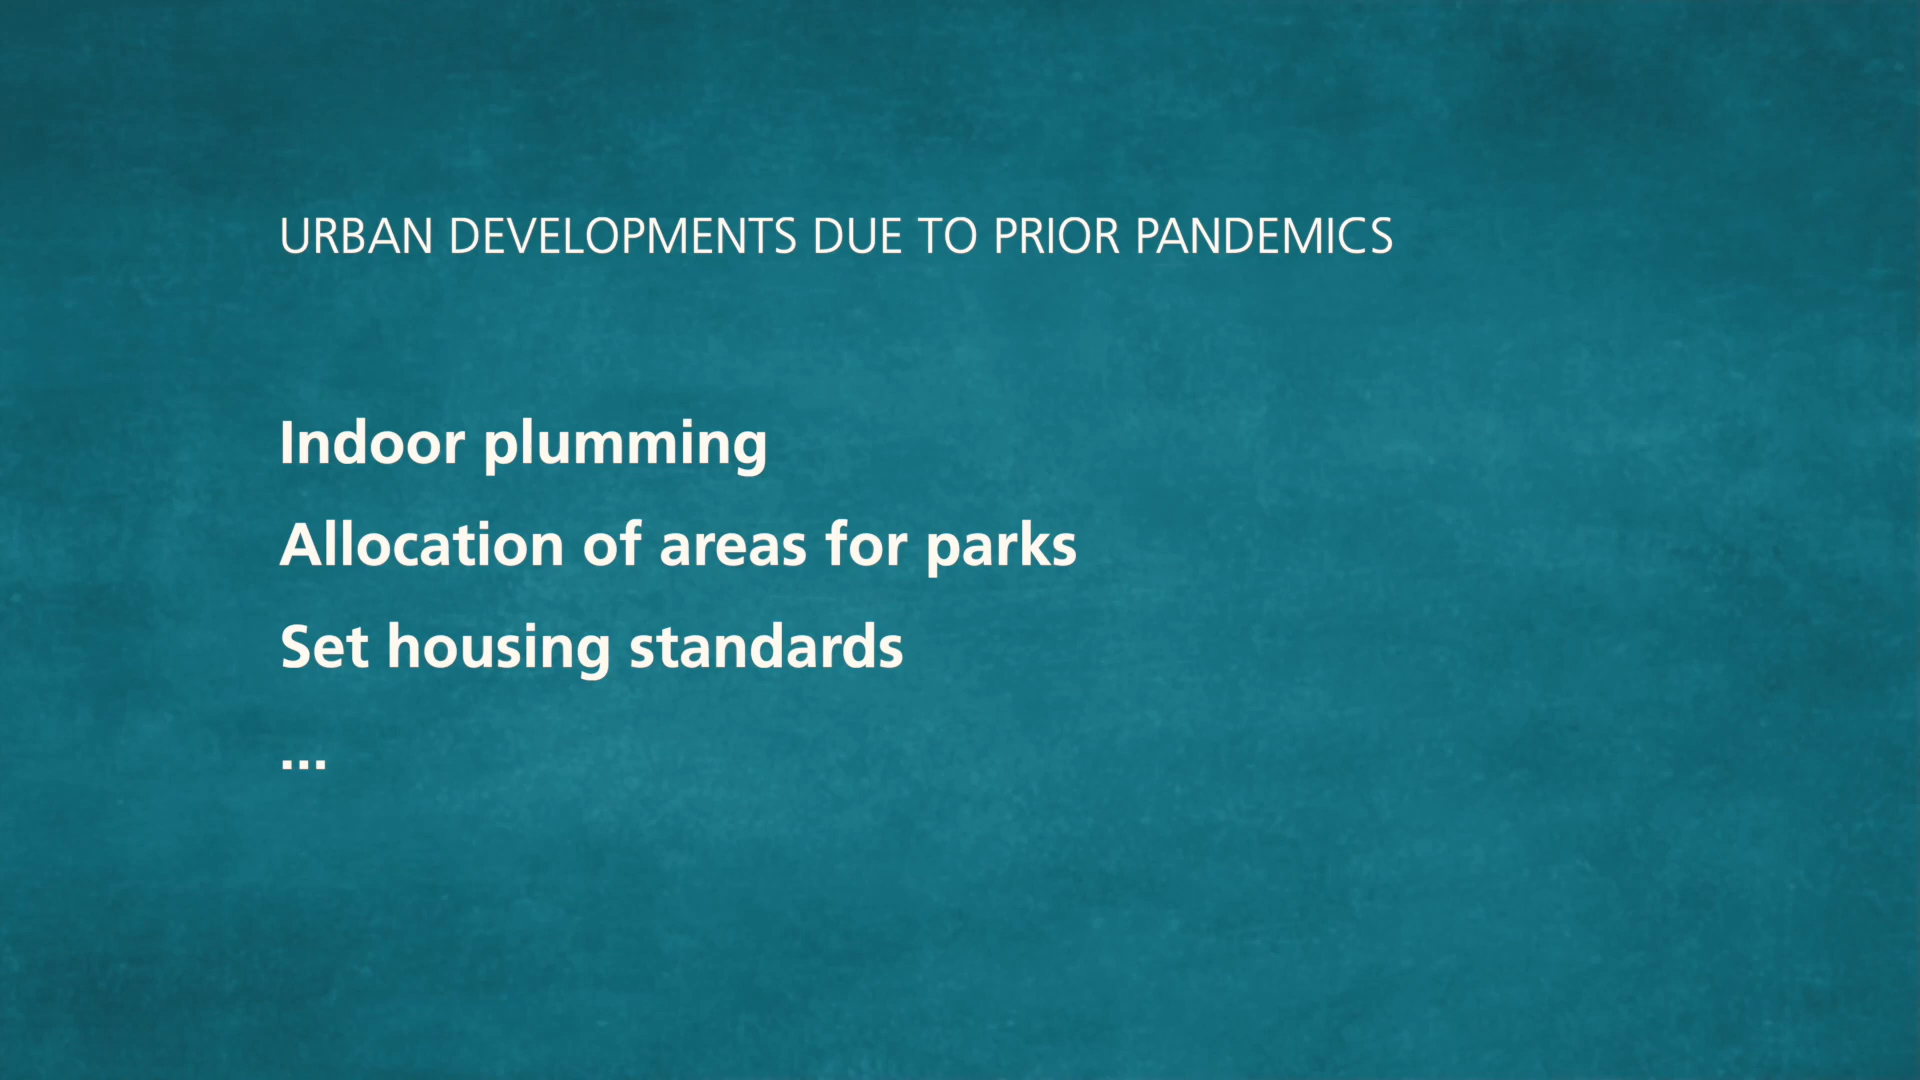 URBAN DEVELOPMENTS DUE TO PRIOR PANDEMICS
Indoor plumming
Allocation of areas for parks
Set housing standards
...